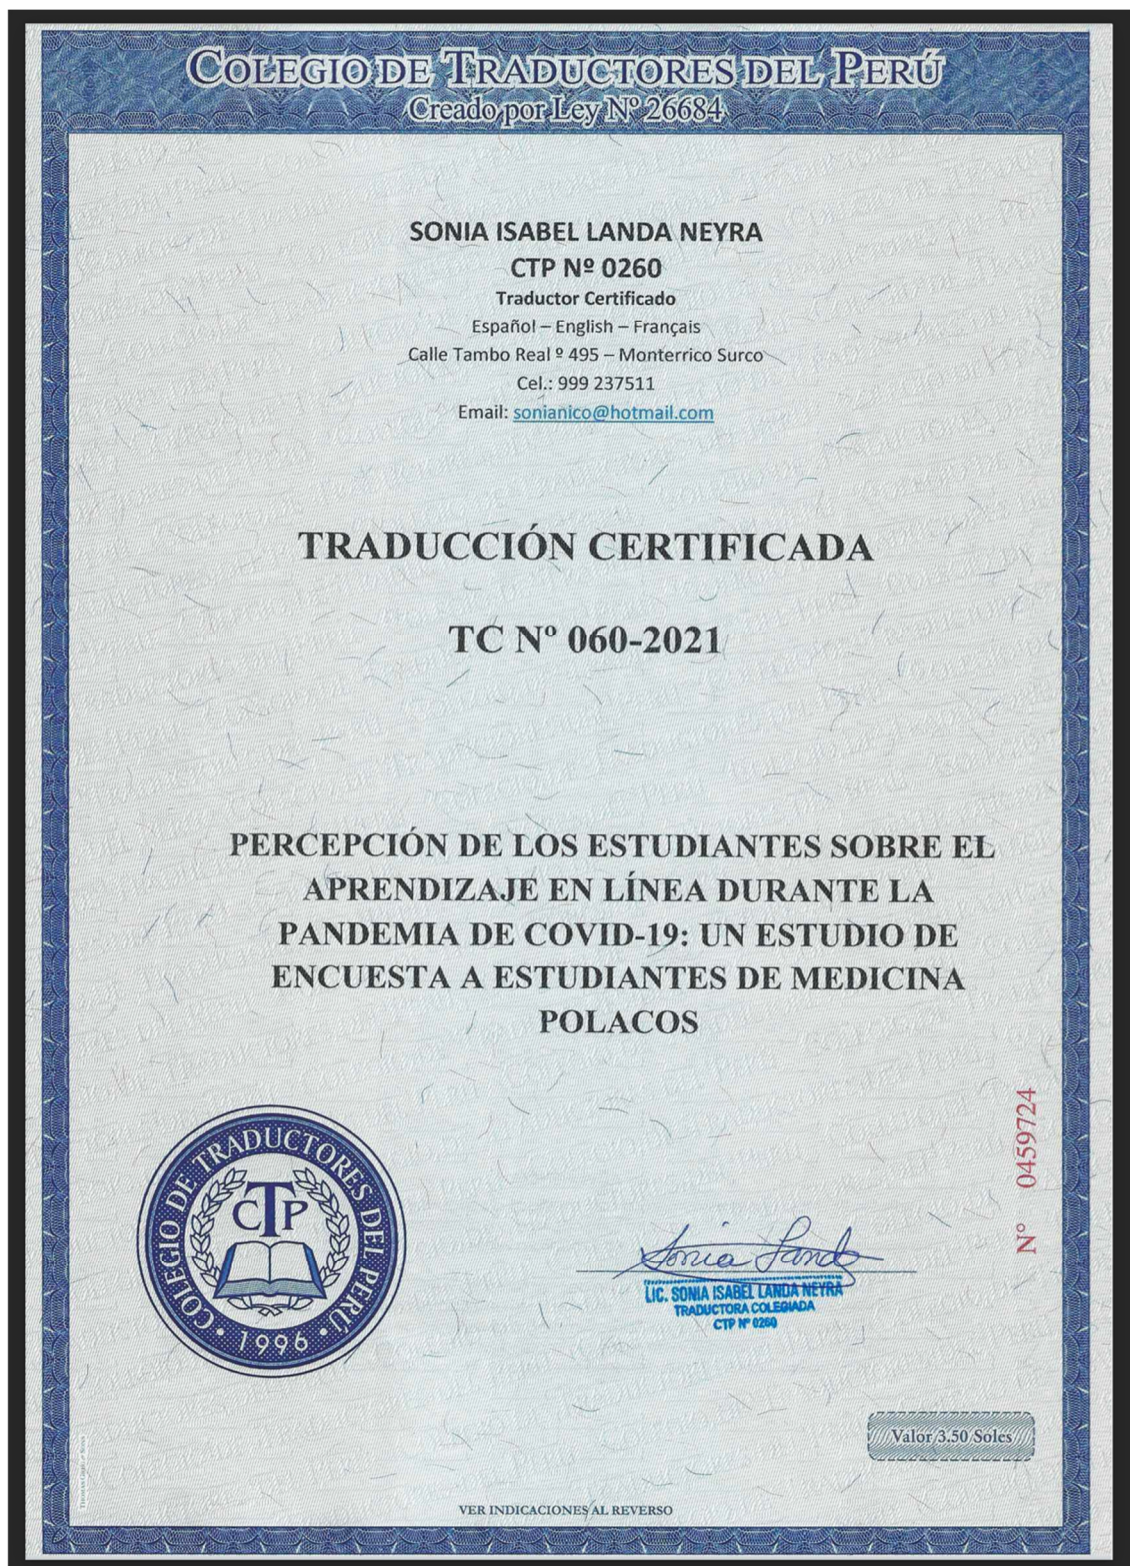 COLEGIO DE TRADUCTORES DEL PERÚ
Creado por Ley Nº 26684
SONIA ISABEL LANDA NEYRA
CTP Nº 0260
Traductor Certificado
Español – English – Français
Calle Tambo Real º 495 – Monterrico Surco
Cel.: 999 237511
Email: sonianico@hotmail.com
TRADUCCIÓN CERTIFICADA
TC Nº 060-2021
PERCEPCIÓN DE LOS ESTUDIANTES SOBRE EL
APRENDIZAJE EN LÍNEA DURANTE LA
PANDEMIA DE COVID-19: UN ESTUDIO DE
ENCUESTA A ESTUDIANTES DE MEDICINA
POLACOS
COLEGIO DE TRADUCTORES DEL PERÚ
CTP
1996
Nº 0459724
Sonia Landa
LIC. SONIA ISABEL LANDA NEYRA
TRADUCTORA COLEGIADA
CTP Nº 0260
Valor 3.50 Soles
VER INDICACIONES AL REVERSO